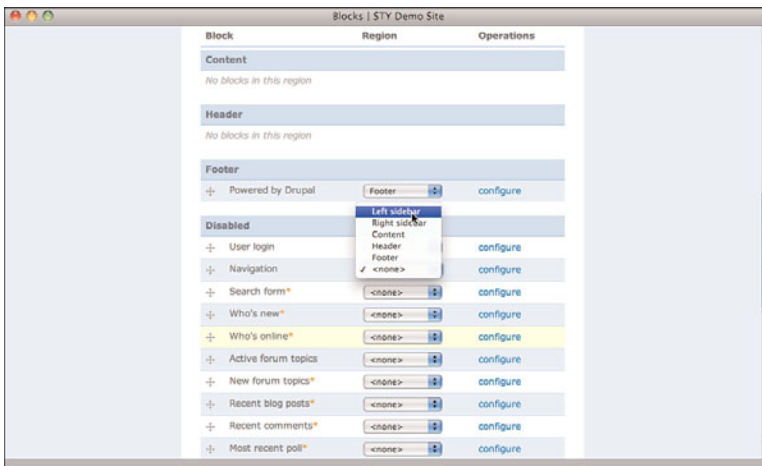 Blocks | STY Demo Site
Block Region Operations
Content
No blocks in this region
Header
No blocks in this region
Footer
Powered by Drupal Footer configure
Left sidebar
Disabled Right sidebar
Content
User login Header configure
Footer
Navigation ✓ <none> configure
Search form* <none> configure
Who's new* <none> configure
Who's online* <none> configure
Active forum topics <none> configure
New forum topics* <none> configure
Recent blog posts* <none> configure
Recent comments* <none> configure
Most recent poll* <none> configure